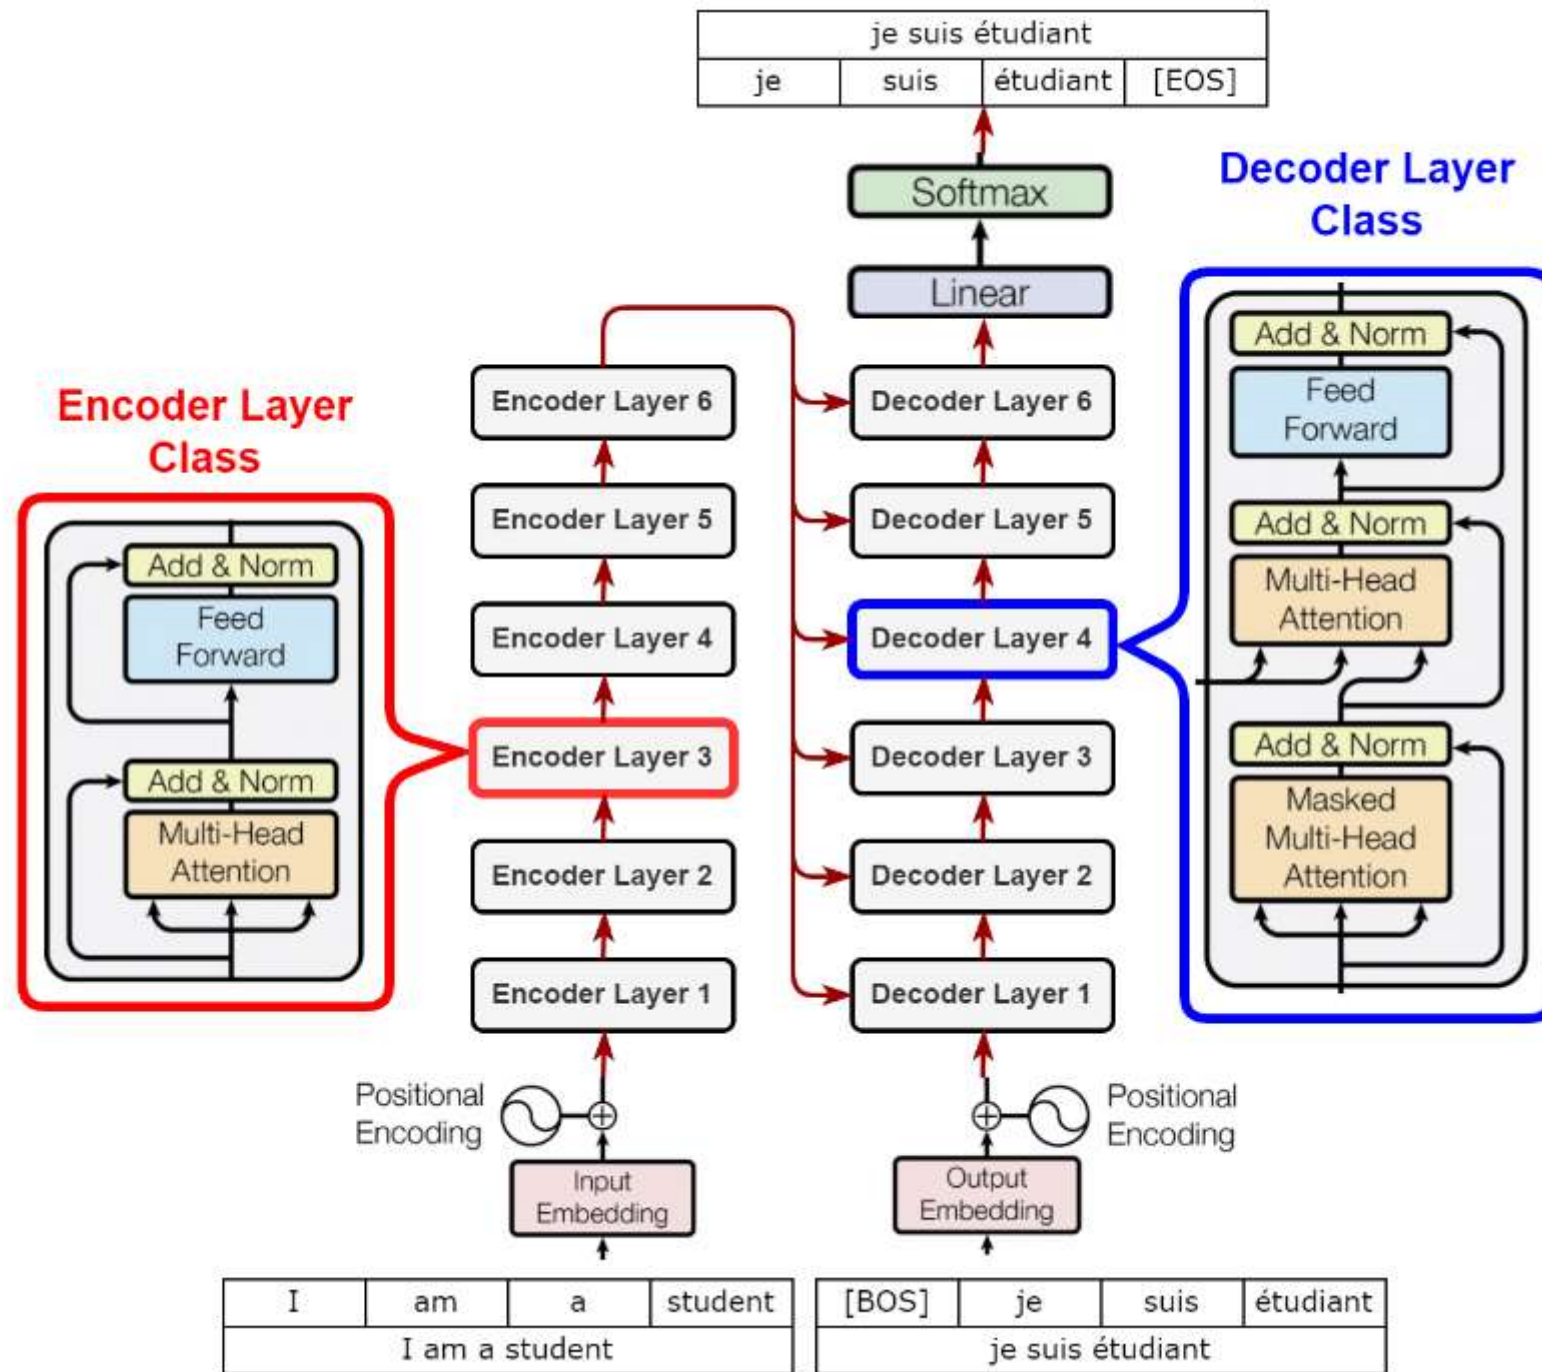 je suis étudiant
je suis étudiant [EOS]
Softmax
Linear
Decoder Layer
Class
Add & Norm
Feed
Forward
Add & Norm
Multi-Head
Attention
Add & Norm
Masked
Multi-Head
Attention
Encoder Layer
Class
Add & Norm
Feed
Forward
Add & Norm
Multi-Head
Attention
Encoder Layer 6
Encoder Layer 5
Encoder Layer 4
Encoder Layer 3
Encoder Layer 2
Encoder Layer 1
Decoder Layer 6
Decoder Layer 5
Decoder Layer 4
Decoder Layer 3
Decoder Layer 2
Decoder Layer 1
Positional
Encoding
Input
Embedding
Positional
Encoding
Output
Embedding
I am a student
I am a student
[BOS] je suis étudiant
je suis étudiant